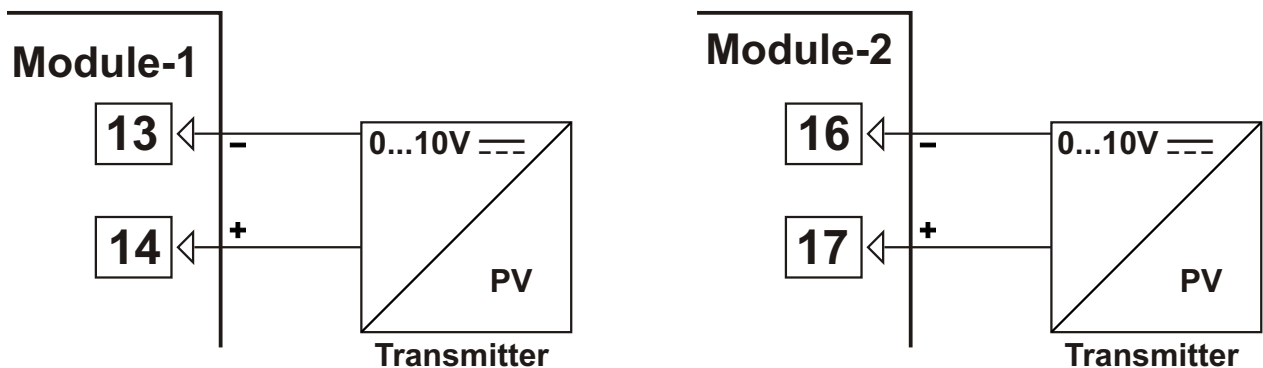 Module-1
13
-
14
+
0...10V
PV
Transmitter
Module-2
16
-
17
+
0...10V
PV
Transmitter